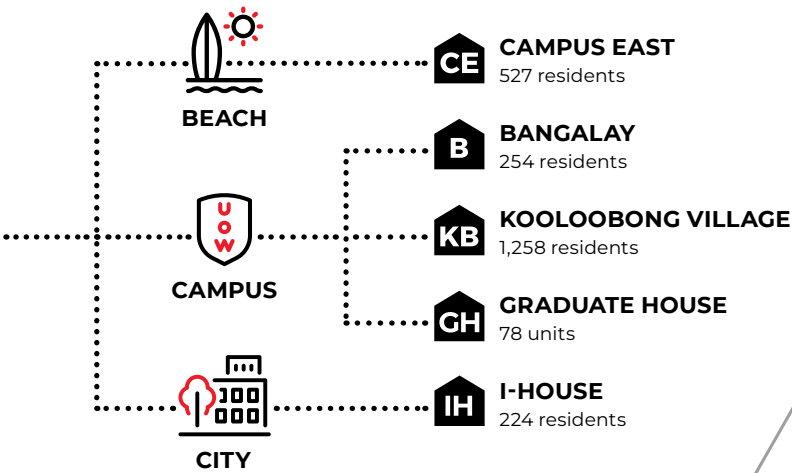 BEACH
CE
CAMPUS EAST
527 residents
UOW
CAMPUS
B
BANGALAY
254 residents
KB
KOOLOOBONG VILLAGE
1,258 residents
GH
GRADUATE HOUSE
78 units
CITY
IH
I-HOUSE
224 residents